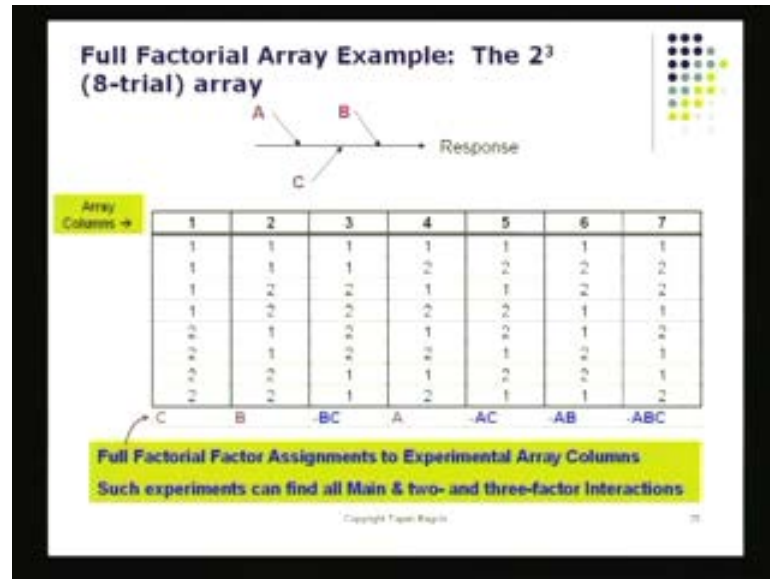 Full Factorial Array Example: The 2³
(8-trial) array
A B
Response
C
Array
Columns →
1 2 3 4 5 6 7
1 1 1 1 1 1 1
1 1 1 2 2 2 2
1 2 2 1 1 2 2
1 2 2 2 2 1 1
2 1 2 1 2 1 2
2 1 2 2 1 2 1
2 2 1 1 2 2 1
2 2 1 2 1 1 2
C B -BC A -AC -AB -ABC
Full Factorial Factor Assignments to Experimental Array Columns
Such experiments can find all Main & two- and three-factor Interactions
Copyright Tapan